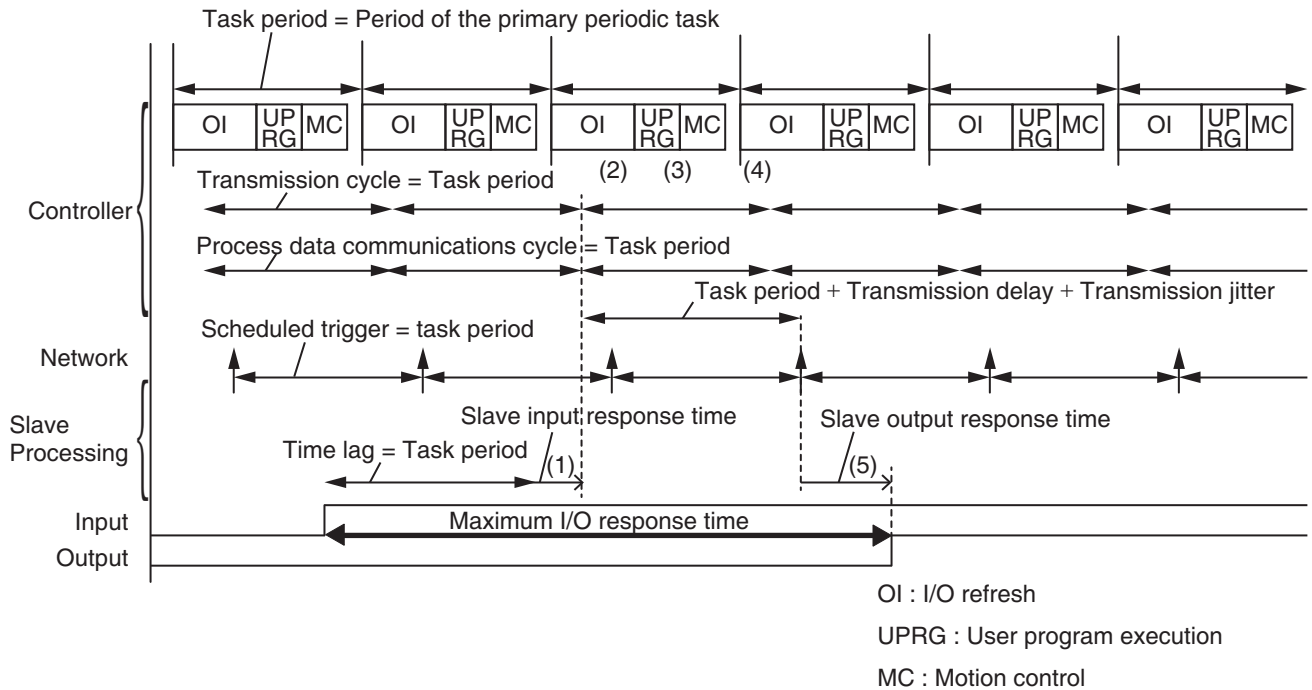 Task period = Period of the primary periodic task
OI UP RG MC OI UP RG MC OI UP RG MC OI UP RG MC OI UP RG MC OI UP RG MC
(2) (3) (4)
Transmission cycle = Task period
Controller
Process data communications cycle = Task period
Task period + Transmission delay + Transmission jitter
Scheduled trigger = task period
Network
Slave input response time Slave output response time
Slave
Processing
Time lag = Task period (1) (5)
Input Maximum I/O response time
Output
OI : I/O refresh
UPRG : User program execution
MC : Motion control